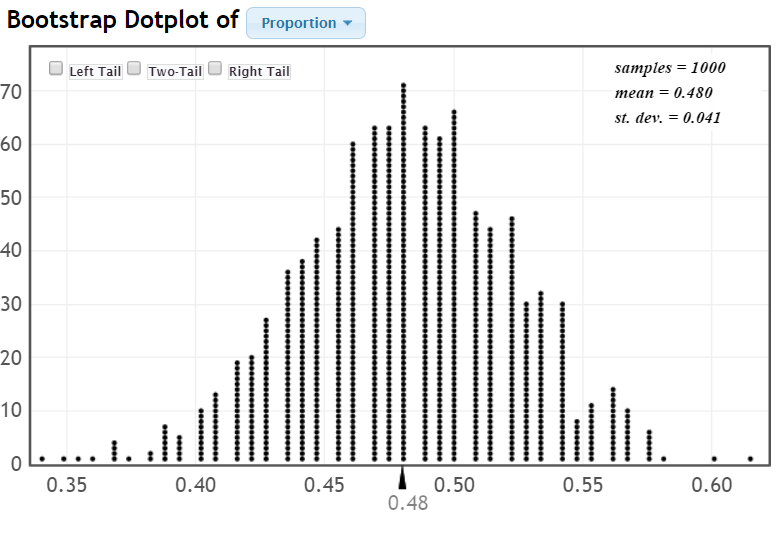 Bootstrap Dotplot of Proportion
Left Tail Two-Tail Right Tail
samples = 1000
mean = 0.480
st. dev. = 0.041
70
60
50
40
30
20
10
0
0.35 0.40 0.45 0.50 0.55 0.60
0.48